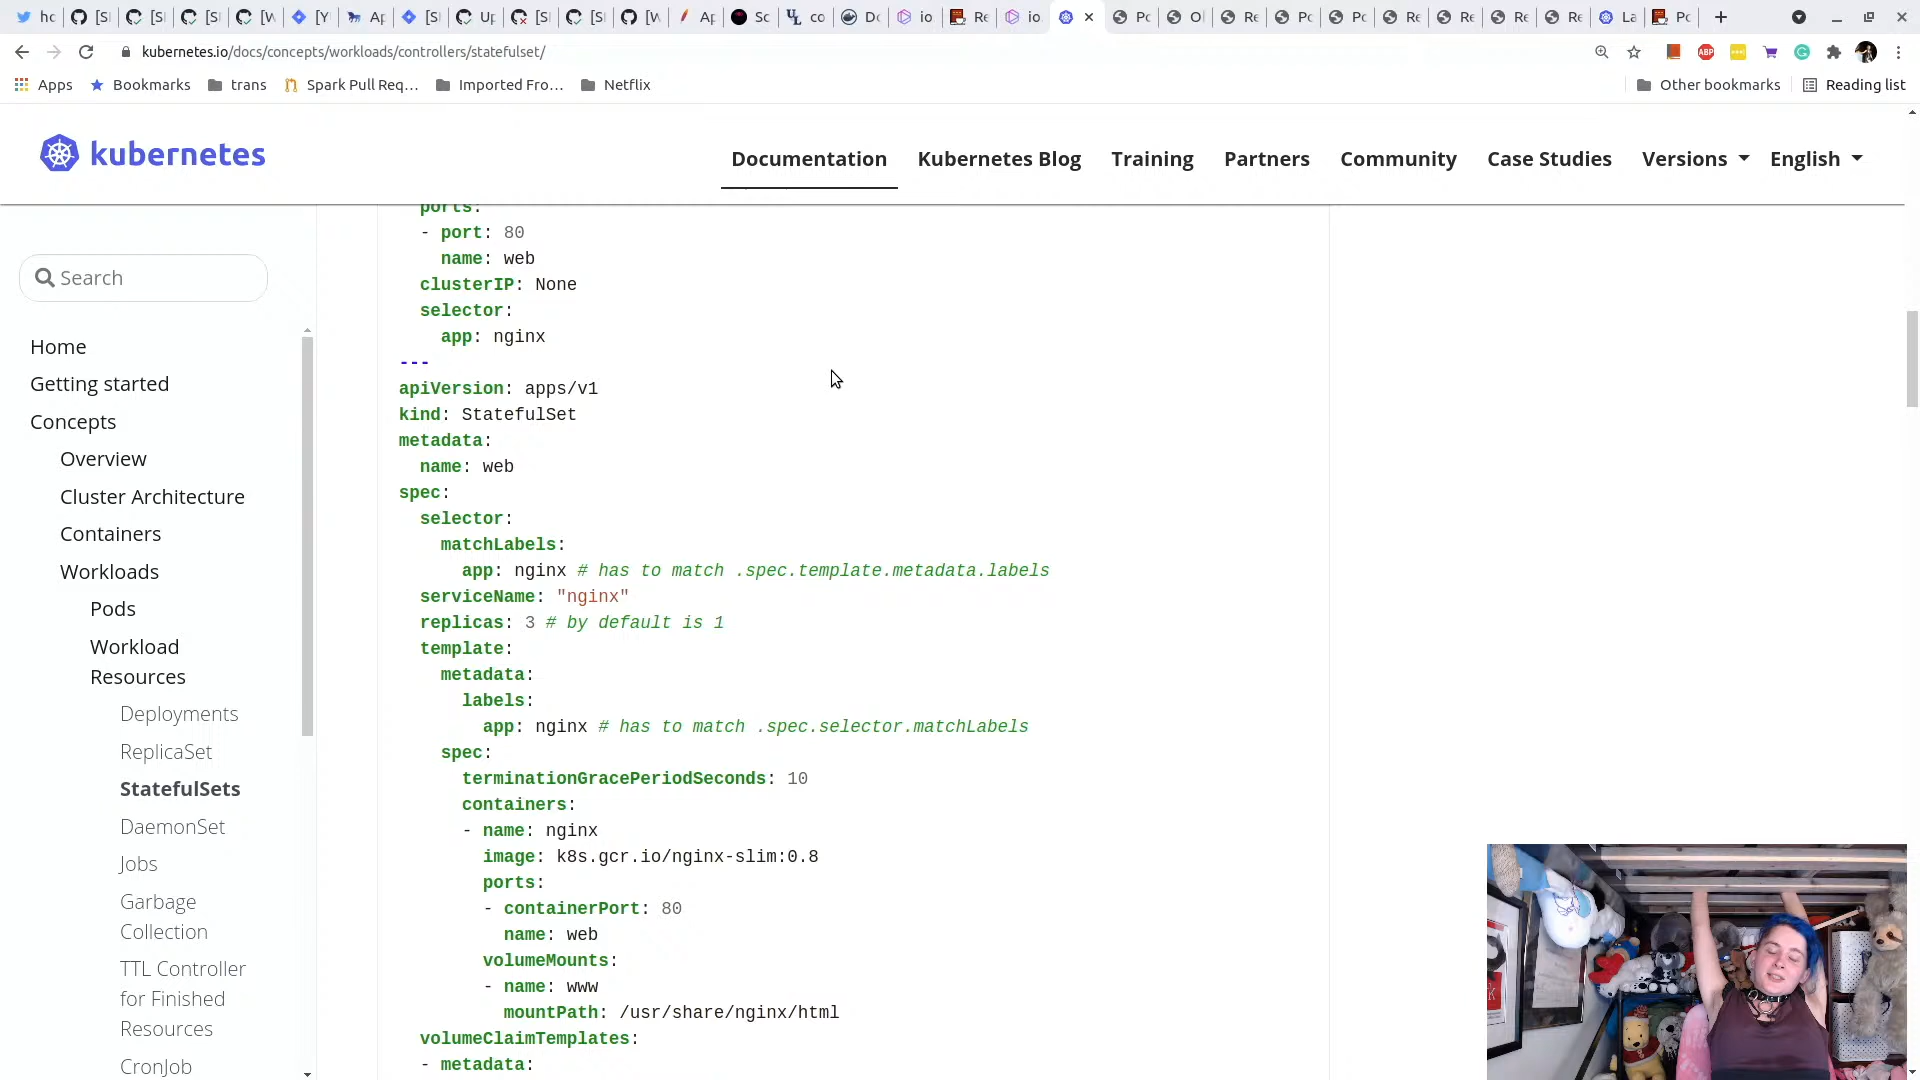 kubernetes.io/docs/concepts/workloads/controllers/statefulset/
Apps
Bookmarks
trans
Spark Pull Req...
Imported Fro...
Netflix
Other bookmarks
Reading list
kubernetes
Documentation
Kubernetes Blog
Training
Partners
Community
Case Studies
Versions
English
Search
Home
Getting started
Concepts
Overview
Cluster Architecture
Containers
Workloads
Pods
Workload
Resources
Deployments
ReplicaSet
StatefulSets
DaemonSet
Jobs
Garbage
Collection
TTL Controller
for Finished
Resources
CronJob
ports:
- port: 80
name: web
clusterIP: None
selector:
app: nginx
---
apiVersion: apps/v1
kind: StatefulSet
metadata:
name: web
spec:
selector:
matchLabels:
app: nginx # has to match .spec.template.metadata.labels
serviceName: "nginx"
replicas: 3 # by default is 1
template:
metadata:
labels:
app: nginx # has to match .spec.selector.matchLabels
spec:
terminationGracePeriodSeconds: 10
containers:
- name: nginx
image: k8s.gcr.io/nginx-slim:0.8
ports:
- containerPort: 80
name: web
volumeMounts:
- name: www
mountPath: /usr/share/nginx/html
volumeClaimTemplates:
- metadata: